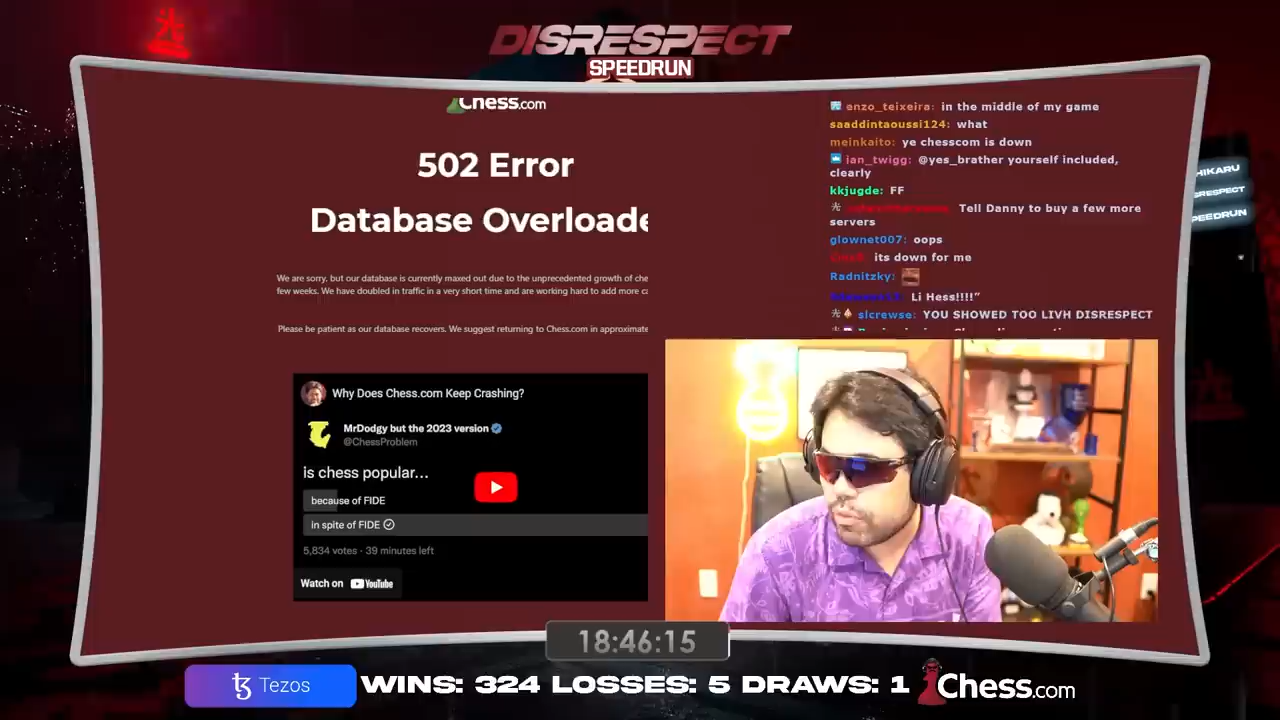 DISRESPECT
SPEEDRUN
Chess.com
502 Error
Database Overloade
We are sorry, but our database is currently maxed out due to the unprecedented growth of che
few weeks. We have doubled in traffic in a very short time and are working hard to add more ca
Please be patient as our database recovers. We suggest returning to Chess.com in approximate
Why Does Chess.com Keep Crashing?
MrDodgy but the 2023 version
@ChessProblem
is chess popular...
because of FIDE
in spite of FIDE
5,834 votes · 39 minutes left
Watch on YouTube
enzo_teixeira: in the middle of my game
saaddintaoussi124: what
meinkaito: ye chesscom is down
ian_twigg: @yes_brather yourself included,
clearly
kkjugde: FF
Tell Danny to buy a few more
servers
glownet007: oops
its down for me
Radnitzky:
Li Hess!!!!"
slcrewse: YOU SHOWED TOO LIVH DISRESPECT
HIKARU
SRESPECT
PEEDRUN
18:46:15
Tezos
WINS: 324 LOSSES: 5 DRAWS: 1
Chess.com